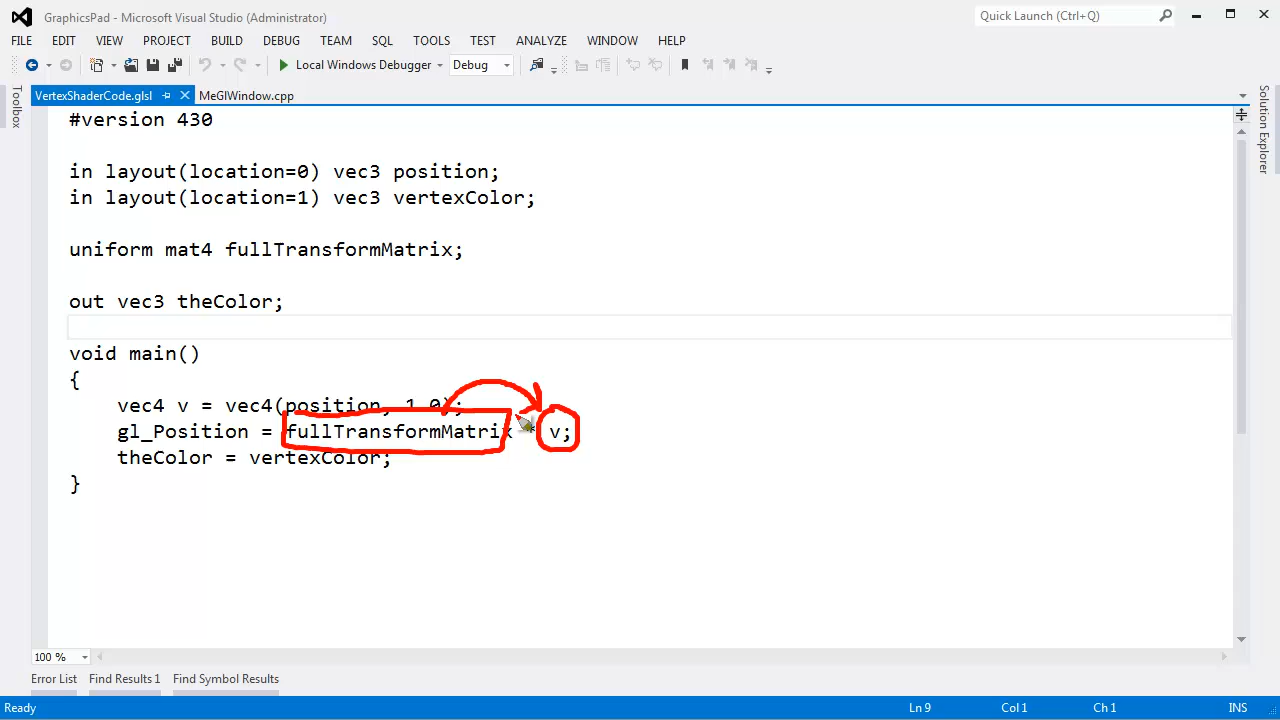 GraphicsPad - Microsoft Visual Studio (Administrator)
Quick Launch (Ctrl+Q)
FILE EDIT VIEW PROJECT BUILD DEBUG TEAM SQL TOOLS TEST ANALYZE WINDOW HELP
Local Windows Debugger Debug
Toolbox
VertexShaderCode.glsl MeGlWindow.cpp
Solution Explorer
#version 430
in layout(location=0) vec3 position;
in layout(location=1) vec3 vertexColor;
uniform mat4 fullTransformMatrix;
out vec3 theColor;
void main()
{
vec4 v = vec4(position, 1.0);
gl_Position = fullTransformMatrix v;
theColor = vertexColor;
}
100 %
Error List Find Results 1 Find Symbol Results
Ready Ln 9 Col 1 Ch 1 INS